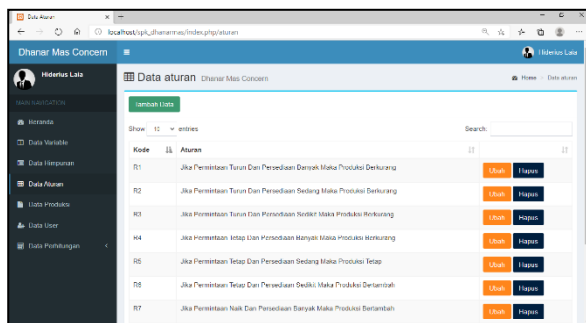 Data Aturan
localhost/spk_dhanarmas/index.php/aturan
Dhanar Mas Concern
Hiderius Laia
Hiderius Laia
Data aturan Dhanar Mas Concern
Home > Data aturan
MAIN NAVIGATION
Beranda
Data Variable
Data Himpunan
Data Aturan
Data Produksi
Data User
Data Perhitungan
Tambah Data
Show 10 entries
Search:
Kode Aturan
R1 Jika Permintaan Turun Dan Persediaan Banyak Maka Produksi Berkurang Ubah Hapus
R2 Jika Permintaan Turun Dan Persediaan Sedang Maka Produksi Berkurang Ubah Hapus
R3 Jika Permintaan Turun Dan Persediaan Sedikit Maka Produksi Berkurang Ubah Hapus
R4 Jika Permintaan Tetap Dan Persediaan Banyak Maka Produksi Berkurang Ubah Hapus
R5 Jika Permintaan Tetap Dan Persediaan Sedang Maka Produksi Tetap Ubah Hapus
R6 Jika Permintaan Tetap Dan Persediaan Sedikit Maka Produksi Bertambah Ubah Hapus
R7 Jika Permintaan Naik Dan Persediaan Banyak Maka Produksi Bertambah Ubah Hapus